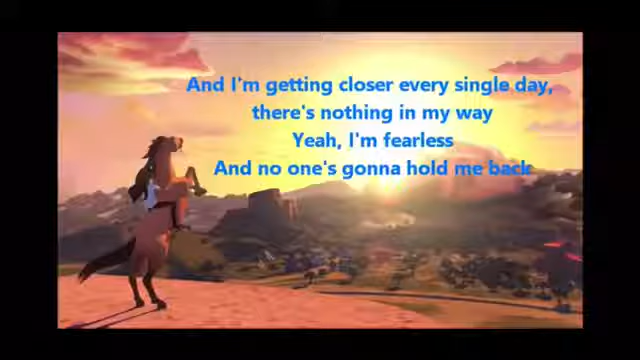 And I'm getting closer every single day,
there's nothing in my way
Yeah, I'm fearless
And no one's gonna hold me back